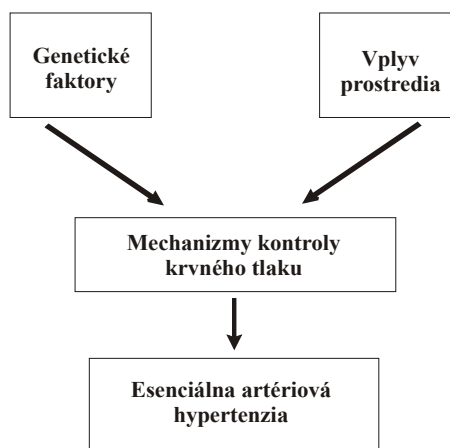 Genetické
faktory
Vplyv
prostredia
Mechanizmy kontroly
krvného tlaku
Esenciálna artériová
hypertenzia